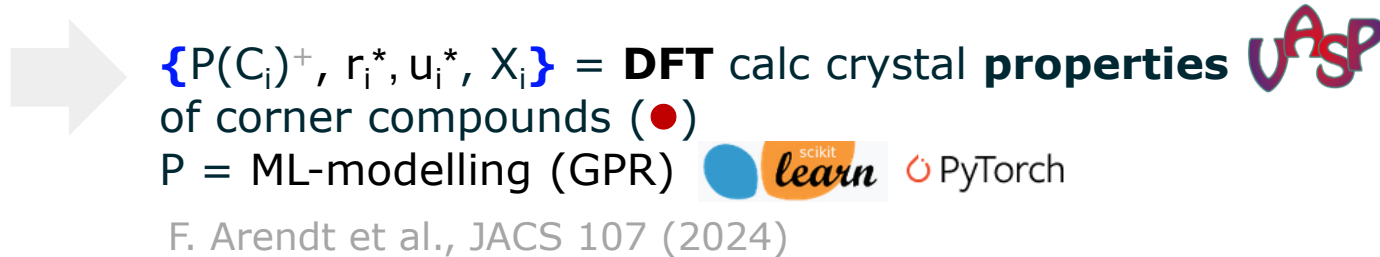 {P(Cᵢ)⁺, rᵢ*, uᵢ*, Xᵢ} = DFT calc crystal properties VASP
of corner compounds (●)
P = ML-modelling (GPR) scikit learn PyTorch
F. Arendt et al., JACS 107 (2024)